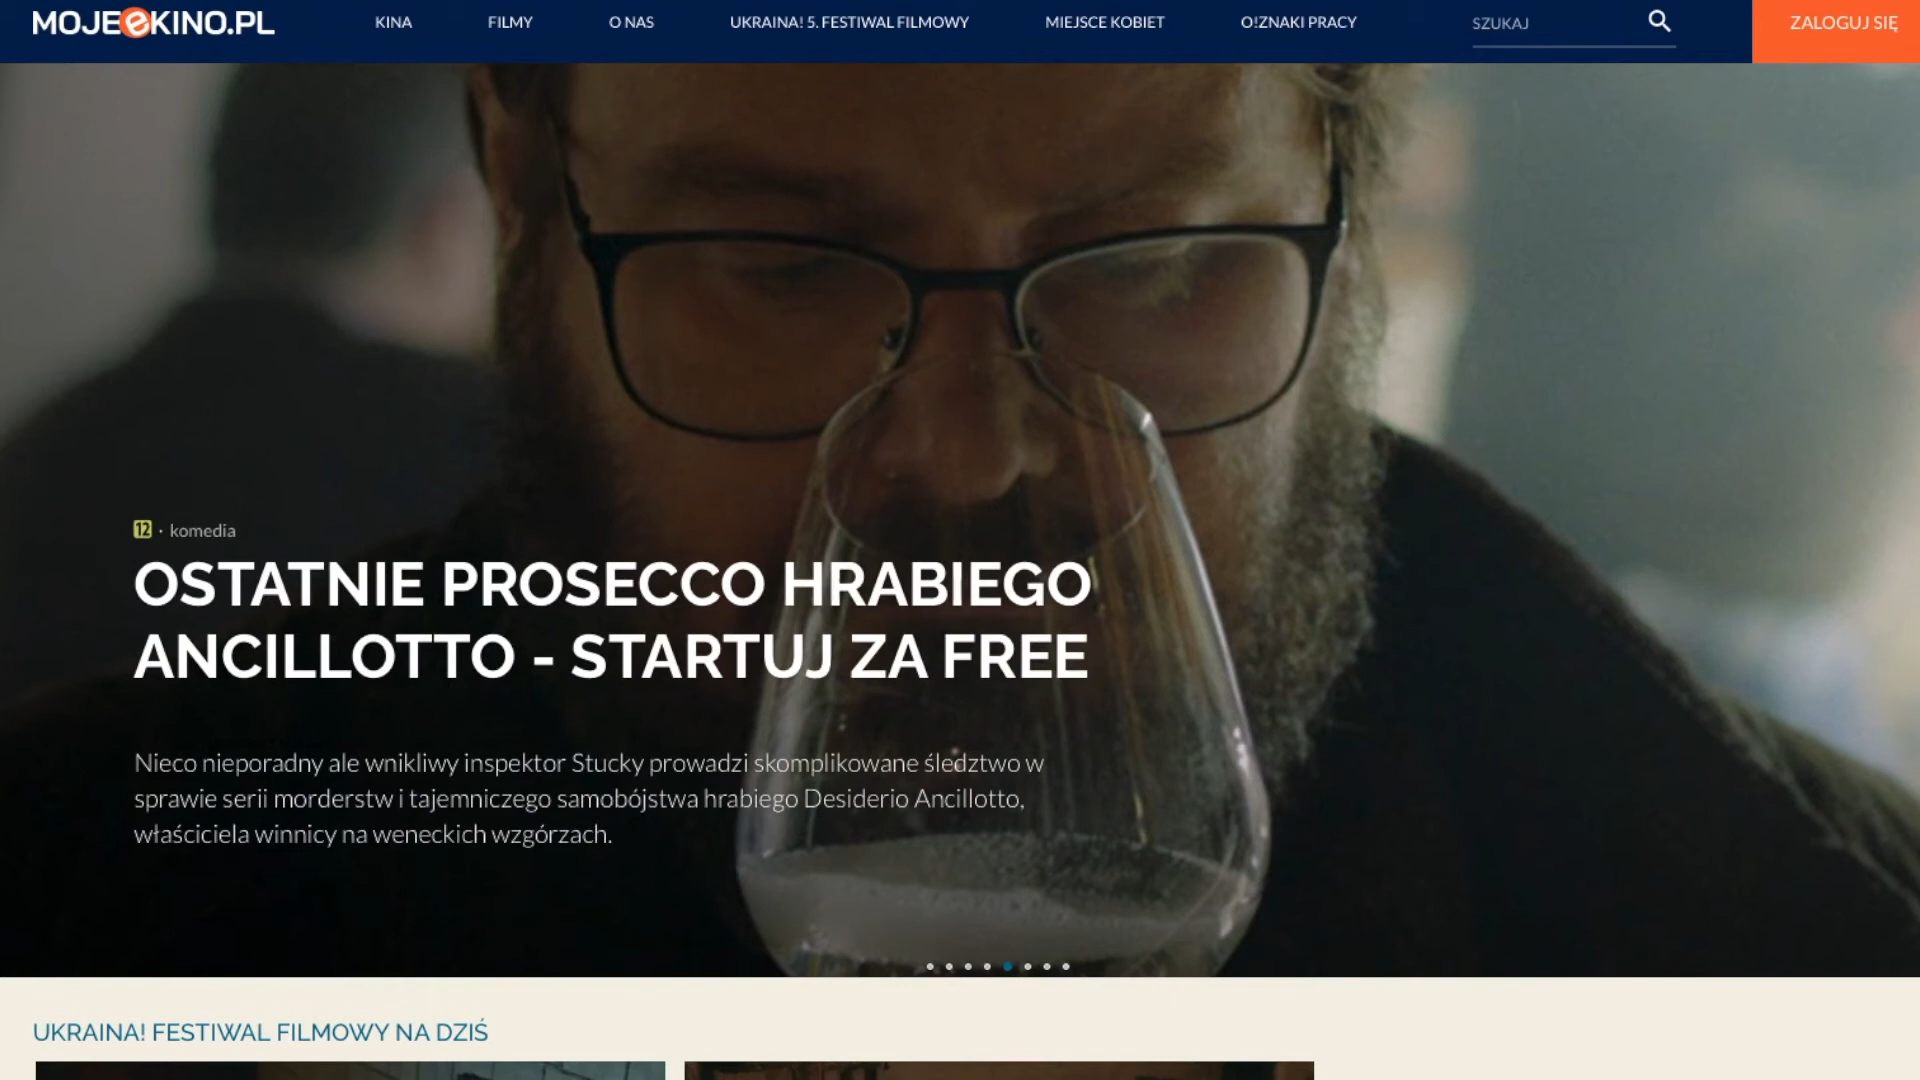 MOJEeKINO.PL
KINA
FILMY
O NAS
UKRAINA! 5. FESTIWAL FILMOWY
MIEJSCE KOBIET
O!ZNAKI PRACY
SZUKAJ
ZALOGUJ SIĘ
12 · komedia
OSTATNIE PROSECCO HRABIEGO
ANCILLOTTO - STARTUJ ZA FREE
Nieco nieporadny ale wnikliwy inspektor Stucky prowadzi skomplikowane śledztwo w
sprawie serii morderstw i tajemniczego samobójstwa hrabiego Desiderio Ancillotto,
właściciela winnicy na weneckich wzgórzach.
UKRAINA! FESTIWAL FILMOWY NA DZIŚ